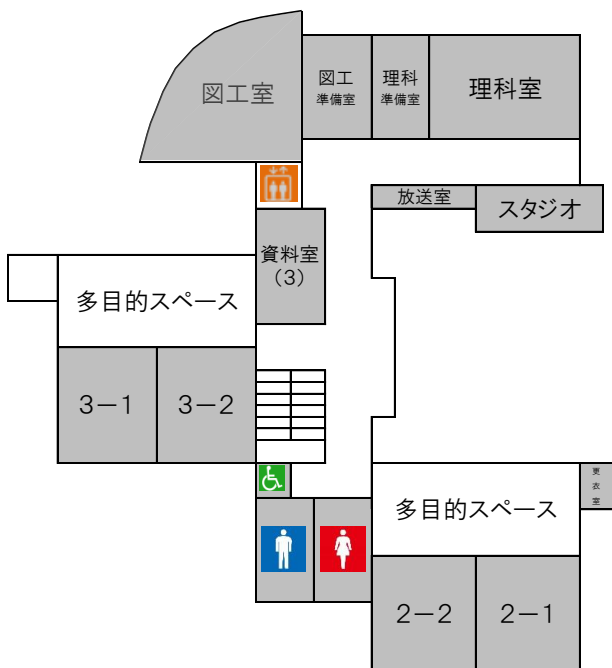 図工室
図工
準備室
理科
準備室
理科室
放送室
スタジオ
資料室
（3）
多目的スペース
3－1
3－2
多目的スペース
更
衣
室
2－2
2－1